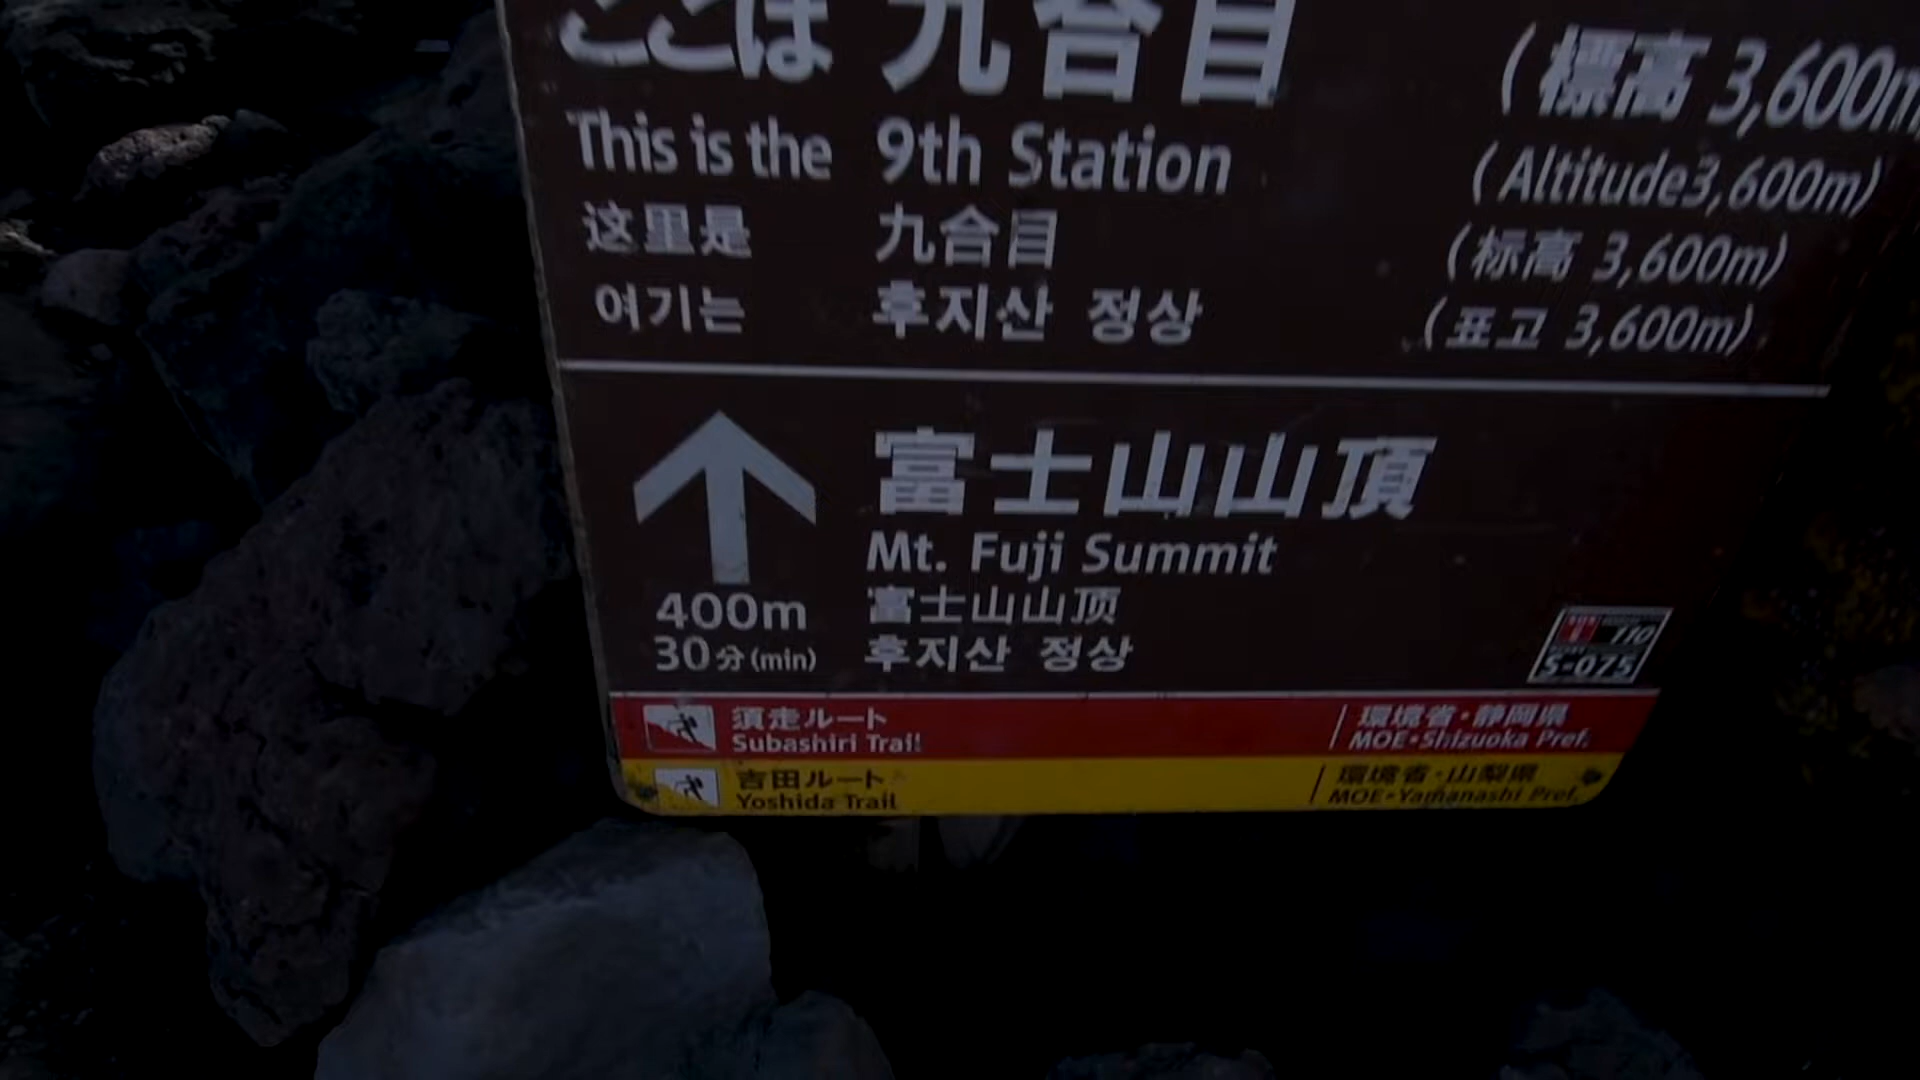 ここは 九合目 (標高 3,600m
This is the 9th Station (Altitude3,600m)
这里是 九合目 (标高 3,600m)
여기는 후지산 정상 (표고 3,600m)
富士山山頂
Mt. Fuji Summit
400m 富士山山顶
30分(min) 후지산 정상
110
S-075
須走ルート 環境省・静岡県
Subashiri Trail MOE・Shizuoka Pref.
吉田ルート 環境省・山梨県
Yoshida Trail MOE・Yamanashi Pref.